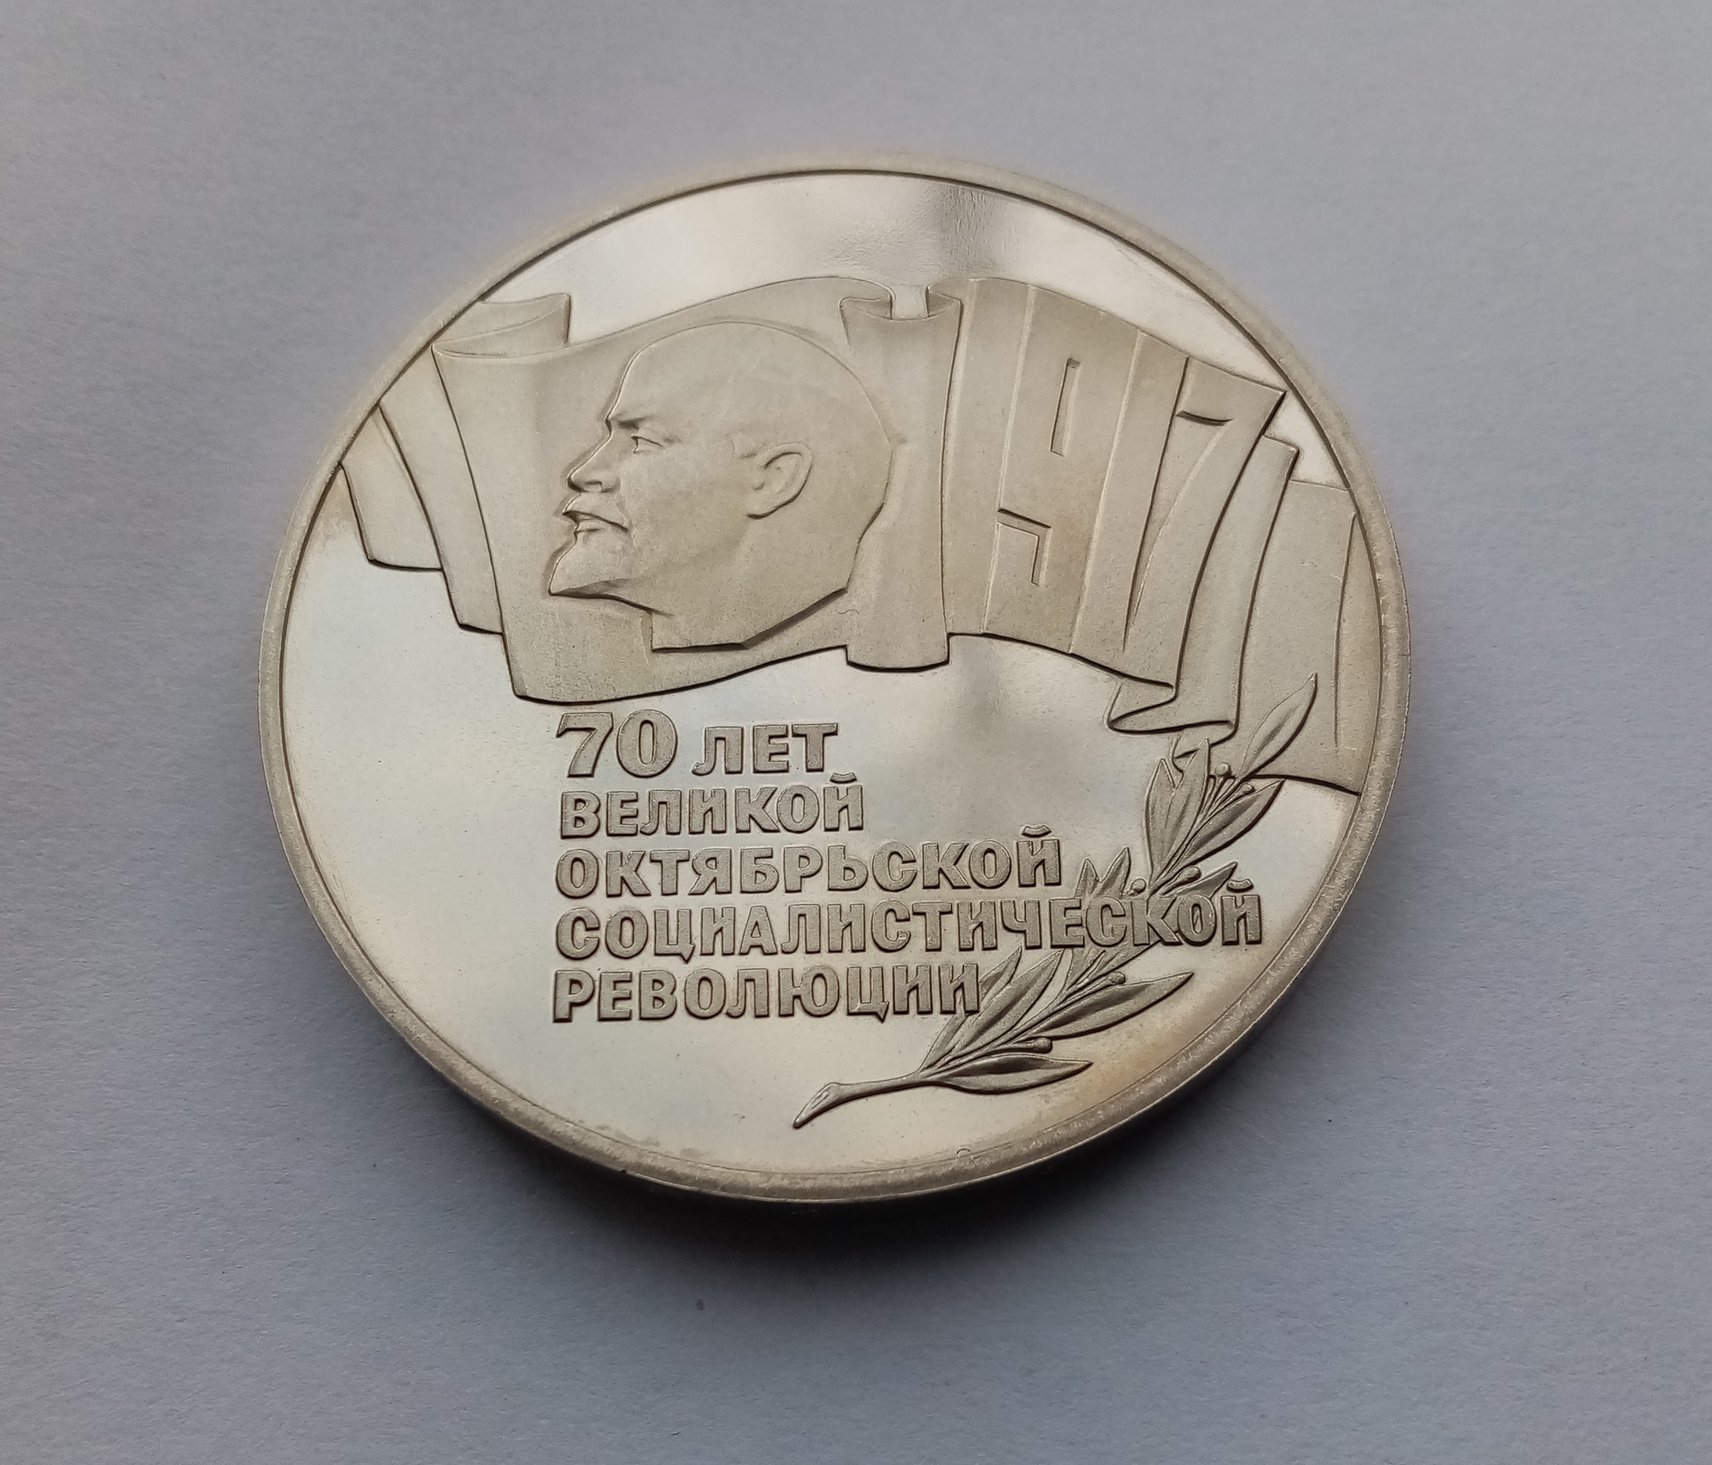 1917
70 ЛЕТ
ВЕЛИКОЙ
ОКТЯБРЬСКОЙ
СОЦИАЛИСТИЧЕСКОЙ
РЕВОЛЮЦИИ